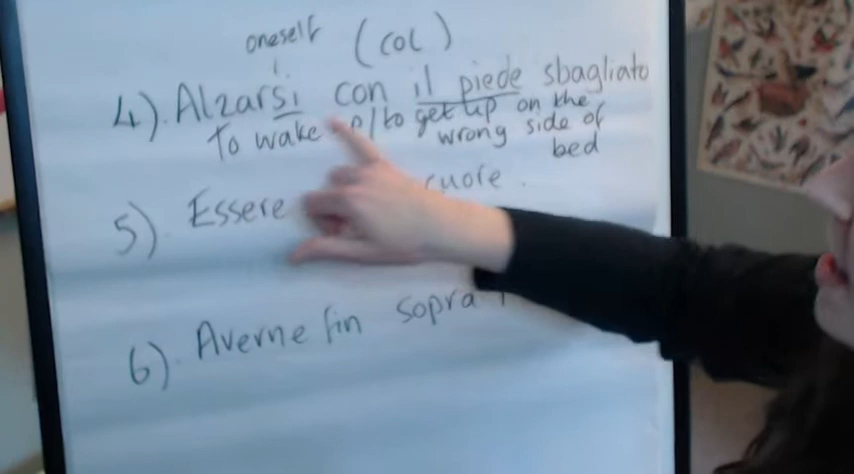 oneself (col)
4). Alzarsi con il piede sbagliato
To wake /to get up on the
wrong side of
bed
5). Essere cuore.
6). Averne fin sopra